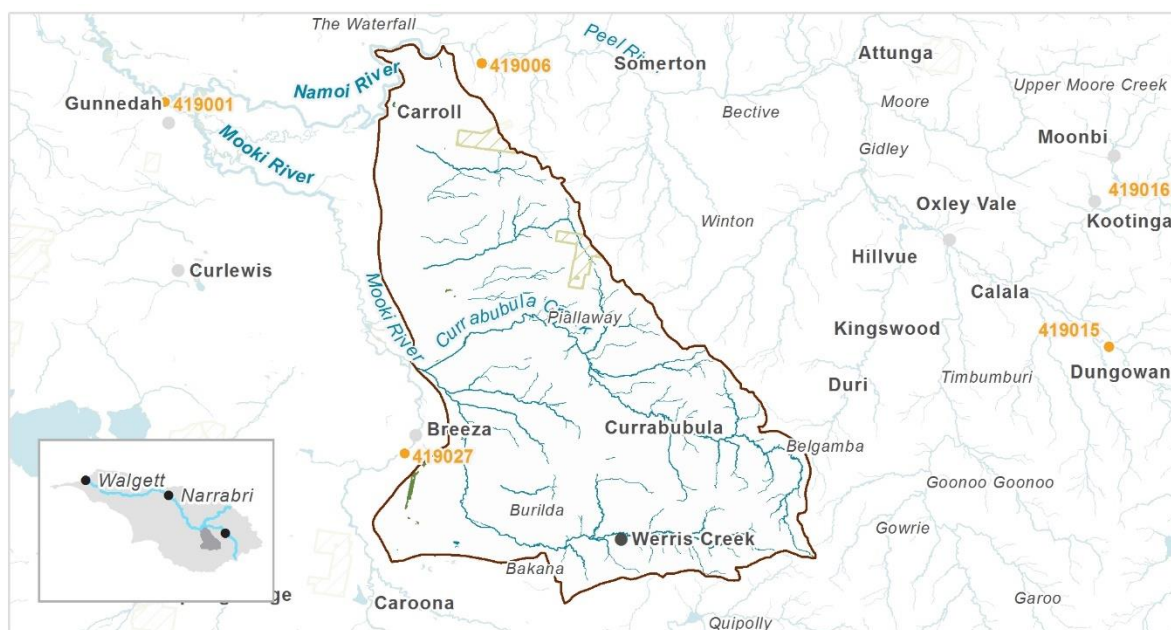 The Waterfall
Peel Ri
419006
Somerton
Attunga
Namoi River
Upper Moore Creek
Gunnedah
419001
Carroll
Bective
Moore
Mooki River
Gidley
Moonbi
419016
Oxley Vale
Kootinga
Winton
Curlewis
Hillvue
Mooki River
Calala
Currabubula
Piallaway
Kingswood
419015
Dungowan
Duri
Timbumburi
Breeza
Currabubula
Belgamba
419027
Walgett
Narrabri
Goonoo Goonoo
Burilda
Gowrie
Werris Creek
Bakana
Caroona
Garoo
Quipolly